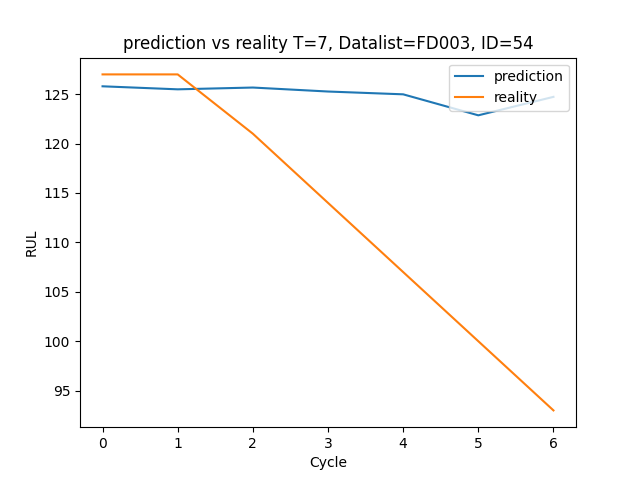 prediction vs reality T=7, Datalist=FD003, ID=54
prediction
reality
125
120
115
110
105
100
95
RUL
0 1 2 3 4 5 6
Cycle